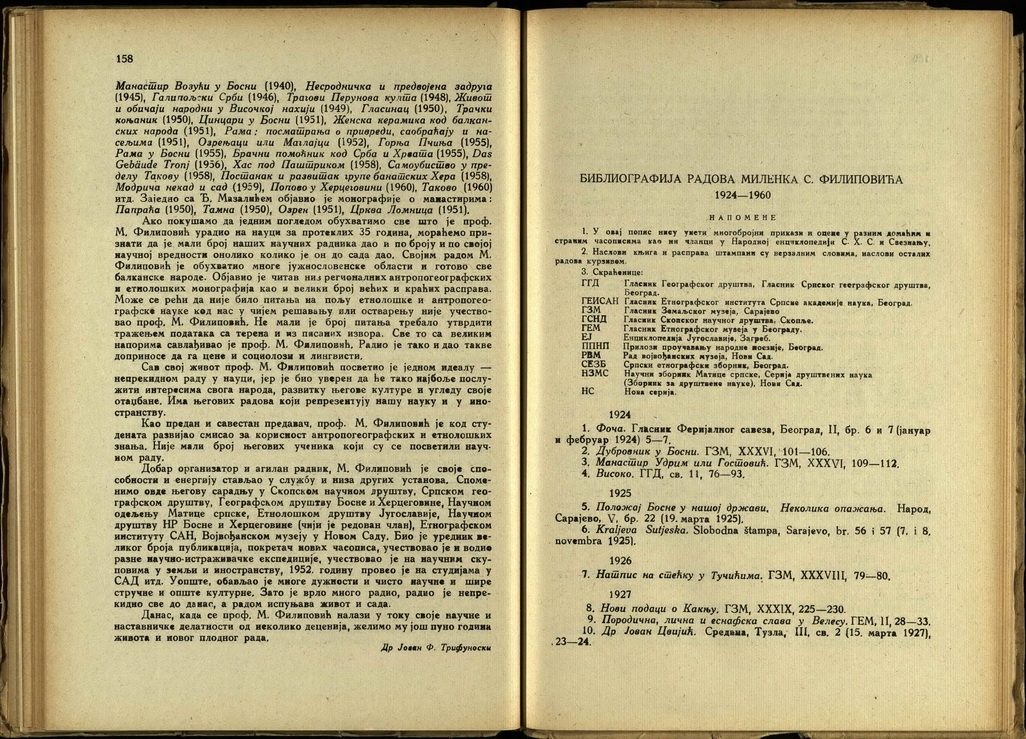 158
Манастир Возући у Босни (1940), Несродничка и предвојена задруга
(1945), Галипољски Срби (1946), Трагови Перунова култа (1948), Живот
и обичаји народни у Височкој нахији (1949), Гласинац (1950), Трачки
коњаник (1950), Цинцари у Босни (1951), Женска керамика код балкан-
ских народа (1951), Рама: посматрања о привреди, саобраћају и на-
сељима (1951), Озрењаци или Маглајци (1952), Горња Пчиња (1955),
Рама у Босни (1955), Брачни помоћник код Срба и Хрвата (1955), Das
Gebäude Tronj (1956), Хас под Паштриком (1958), Самоубиство у пре-
делу Такову (1958), Постанак и развитак групе банатских Хера (1958),
Модрича некад и сад (1959), Попово у Херцеговини (1960), Таково (1960)
итд. Заједно са Ђ. Мазалићем објавио је монографије о манастирима:
Папраћа (1950), Тамна (1950), Озрен (1951), Црква Ломница (1951).
Ако покушамо да једним погледом обухватимо све што је проф.
М. Филиповић урадио на науци за протеклих 35 година, мораћемо приз-
нати да је мали број наших научних радника дао и по броју и по својој
научној вредности онолико колико је он до сада дао. Својим радом М.
Филиповић је обухватио многе јужнословенске области и готово све
балканске народе. Објавио је читав низ регионалних антропогеографских
и етнолошких монографија као и велики број већих и краћих расправа.
Може се рећи да није било питања на пољу етнолошке и антропогео-
графске науке код нас у чијем решавању или остварењу није учество-
вао проф. М. Филиповић. Не мали је број питања требало утврдити
тражењем података са терена и из писаних извора. Све то са великим
напорима савлађивао је проф. М. Филиповић. Радио је тако и дао такве
доприносе да га цене и социолози и лингвисти.
Сав свој живот проф. М. Филиповић посветио је једном идеалу —
непрекидном раду у науци, јер је био уверен да ће тако најбоље послу-
жити интересима свога народа, развитку његове културе и угледу своје
отаџбине. Има његових радова који репрезентују нашу науку и у ино-
странству.
Као предан и савестан предавач, проф. М. Филиповић је код сту-
дената развијао смисао за корисност антропогеографских и етнолошких
знања. Није мали број његових ученика који су се посветили науч-
ном раду.
Добар организатор и агилан радник, М. Филиповић је своје спо-
собности и енергију стављао у службу и низа других установа. Споме-
нимо овде његову сарадњу у Скопском научном друштву, Српском гео-
графском друштву, Географском друштву Босне и Херцеговине, Научном
одељењу Матице српске, Етнолошком друштву Југославије, Научном
друштву НР Босне и Херцеговине (чији је редован члан), Етнографском
институту САН, Војвођанском музеју у Новом Саду. Био је уредник ве-
ликог броја публикација, покретач нових часописа, учествовао је и водио
разне научно-истраживачке експедиције, учествовао је на научним ску-
повима у земљи и иностранству, 1952. годину провео је на студијама у
САД итд. Уопште, обављао је многе дужности и чисто научне и шире
стручне и опште културне. Зато је врло много радио, радио је непре-
кидно све до данас, а радом испуњава живот и сада.
Данас, када се проф. М. Филиповић налази у току своје научне и
наставничке делатности од неколико деценија, желимо му још пуно година
живота и новог плодног рада.
Др Јован Ф. Трифуноски
БИБЛИОГРАФИЈА РАДОВА МИЛЕНКА С. ФИЛИПОВИЋА
1924—1960
НАПОМЕНЕ
1. У овај попис нису унети многобројни прикази и оцене у разним домаћим и
страним часописима као ни чланци у Народној енциклопедији С. Х. С. и Свезнању.
2. Наслови књига и расправа штампани су верзалним словима, наслови осталих
радова курзивом.
3. Скраћенице:
ГГД Гласник Географског друштва, Гласник Српског географског друштва,
Београд.
ГЕИСАН Гласник Етнографског института Српске академије наука, Београд.
ГЗМ Гласник Земаљског музеја, Сарајево
ГСНД Гласник Скопског научног друштва, Скопље.
ГЕМ Гласник Етнографског музеја у Београду.
ЕЈ Енциклопедија Југославије, Загреб.
ППНП Прилози проучавању народне поезије, Београд.
РВМ Рад војвођанских музеја, Нови Сад.
СЕЗБ Српски етнографски зборник, Београд.
НЗМС Научни зборник Матице српске, Серија друштвених наука
(Зборник за друштвене науке), Нови Сад.
НС Нова серија.
1924
1. Фоча. Гласник Феријалног савеза, Београд, II, бр. 6 и 7 (јануар
и фебруар 1924) 5—7.
2. Дубровник у Босни. ГЗМ, XXXVI, 101—106.
3. Манастир Удрим или Гостовић. ГЗМ, XXXVI, 109—112.
4. Високо. ГГД, св. 11, 76—93.
1925
5. Положај Босне у нашој држави, Неколика опажања. Народ,
Сарајево, V, бр. 22 (19. марта 1925).
6. Kraljeva Sutjeska. Slobodna štampa, Sarajevo, br. 56 i 57 (7. i 8,
novembra 1925).
1926
7. Натпис на стећку у Тучићима. ГЗМ, XXXVIII, 79—80.
1927
8. Нови подаци о Какњу. ГЗМ, XXXIX, 225—230.
9. Породична, лична и еснафска слава у Велесу. ГЕМ, II, 28—33.
10. Др Јован Цвијић. Средина, Тузла, III, св. 2 (15. марта 1927),
23—24.